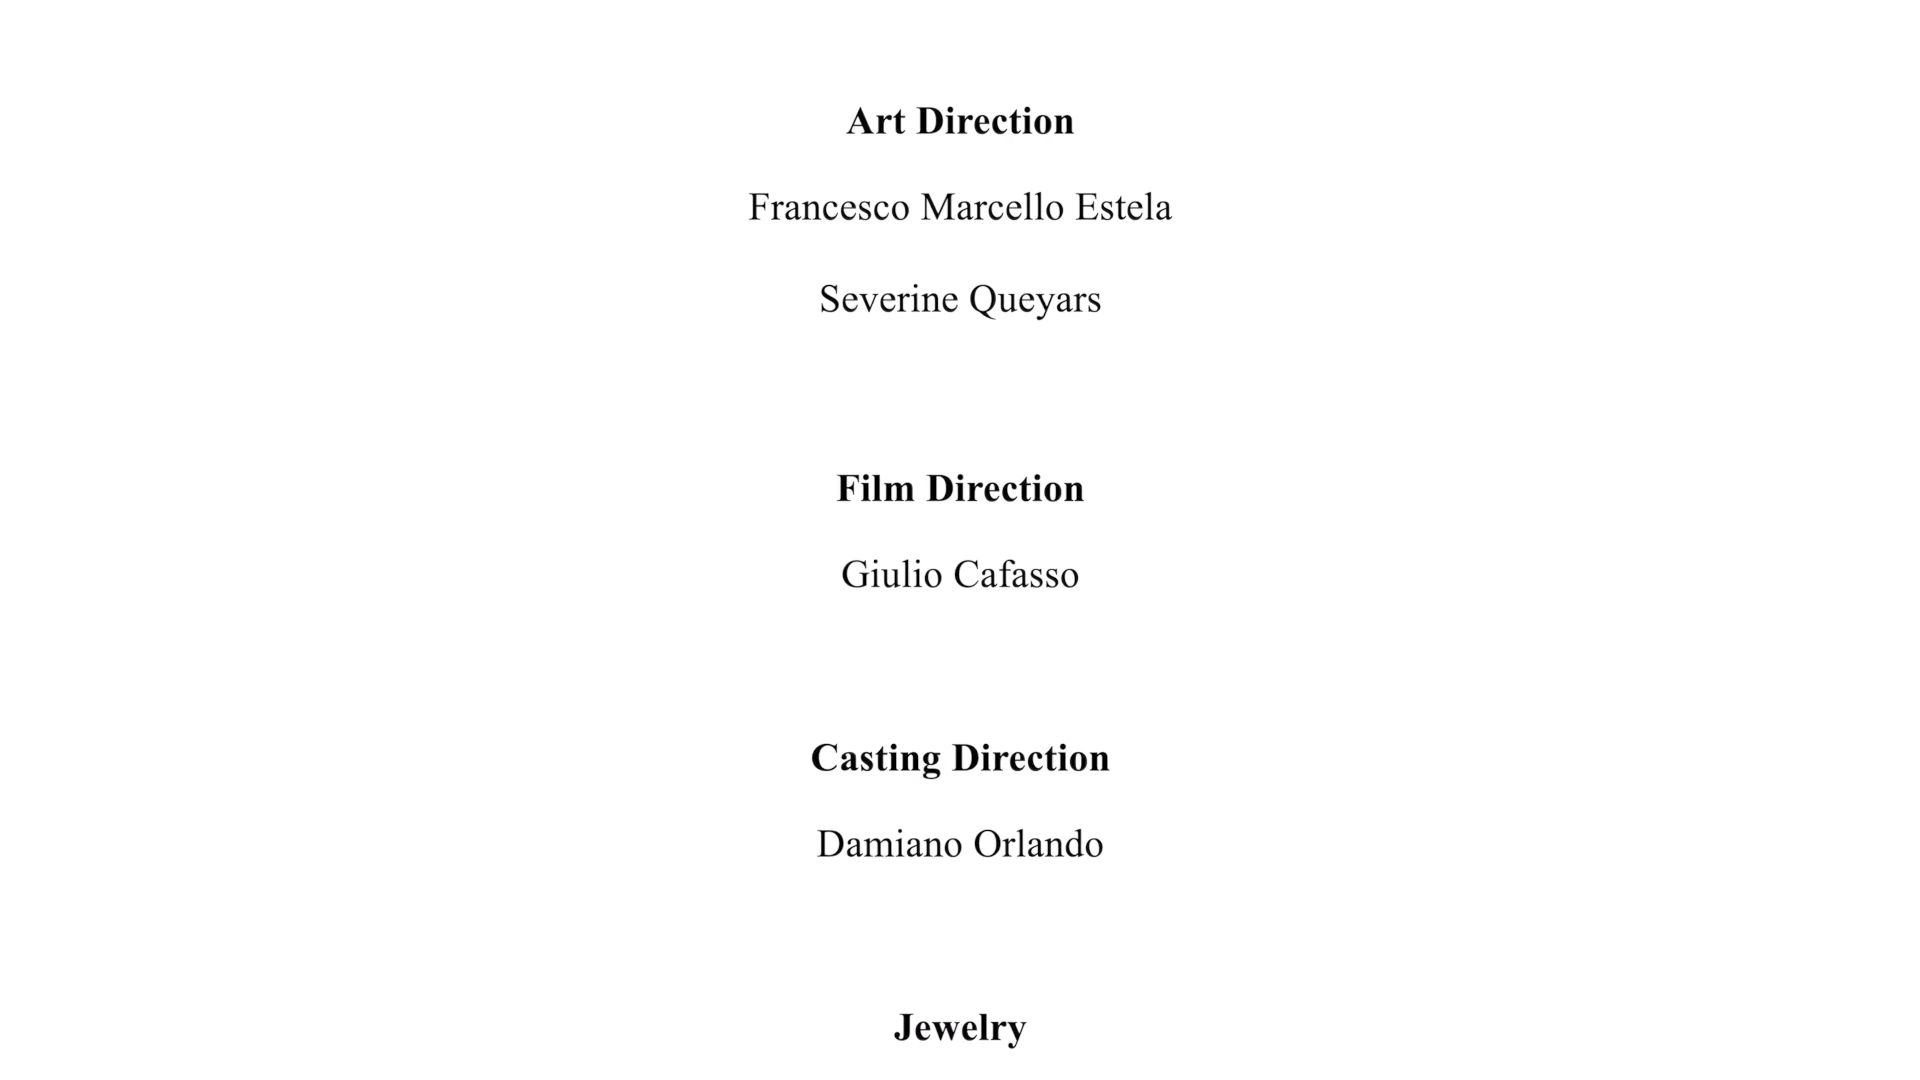 Art Direction
Francesco Marcello Estela
Severine Queyars
Film Direction
Giulio Cafasso
Casting Direction
Damiano Orlando
Jewelry